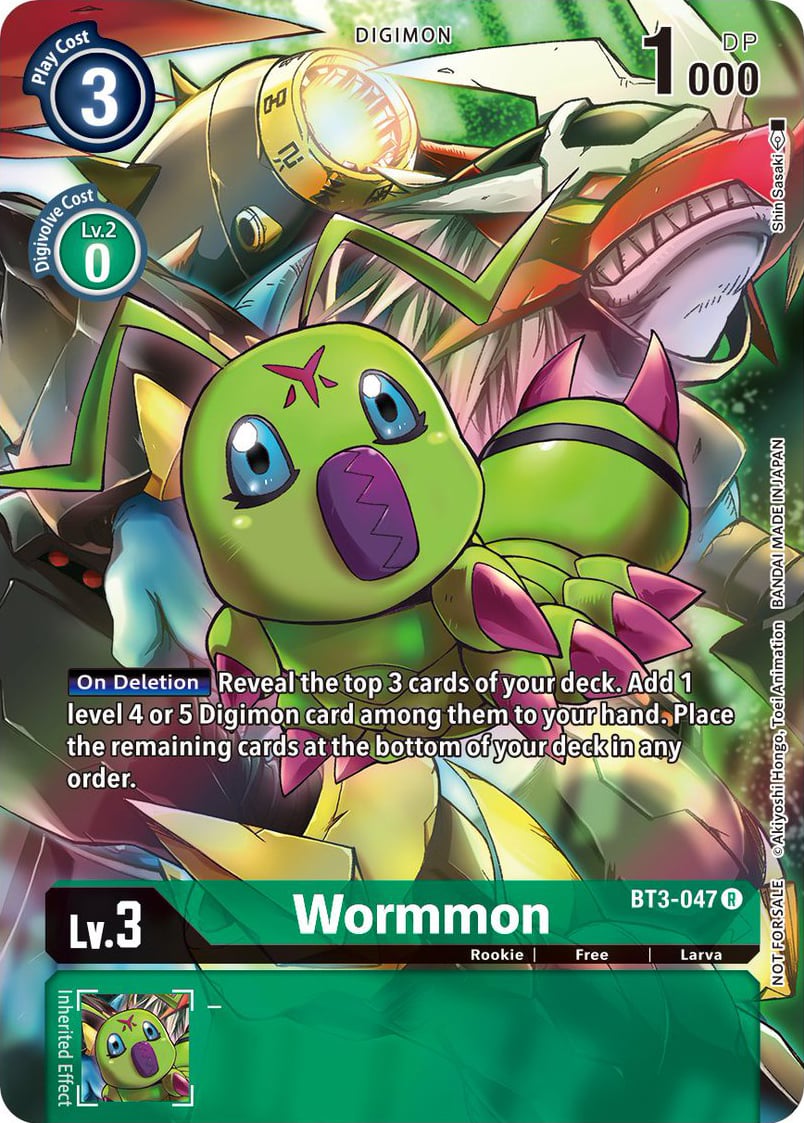 Play Cost
3
DIGIMON
DP
1000
Shin Sasaki
Digivolve Cost
Lv.2
0
On Deletion Reveal the top 3 cards of your deck. Add 1
level 4 or 5 Digimon card among them to your hand. Place
the remaining cards at the bottom of your deck in any
order.
©Akiyoshi Hongo, Toei Animation BANDAI MADE IN JAPAN
NOT FOR SALE
Lv.3
Wormmon
BT3-047 R
Rookie | Free | Larva
Inherited Effect
–